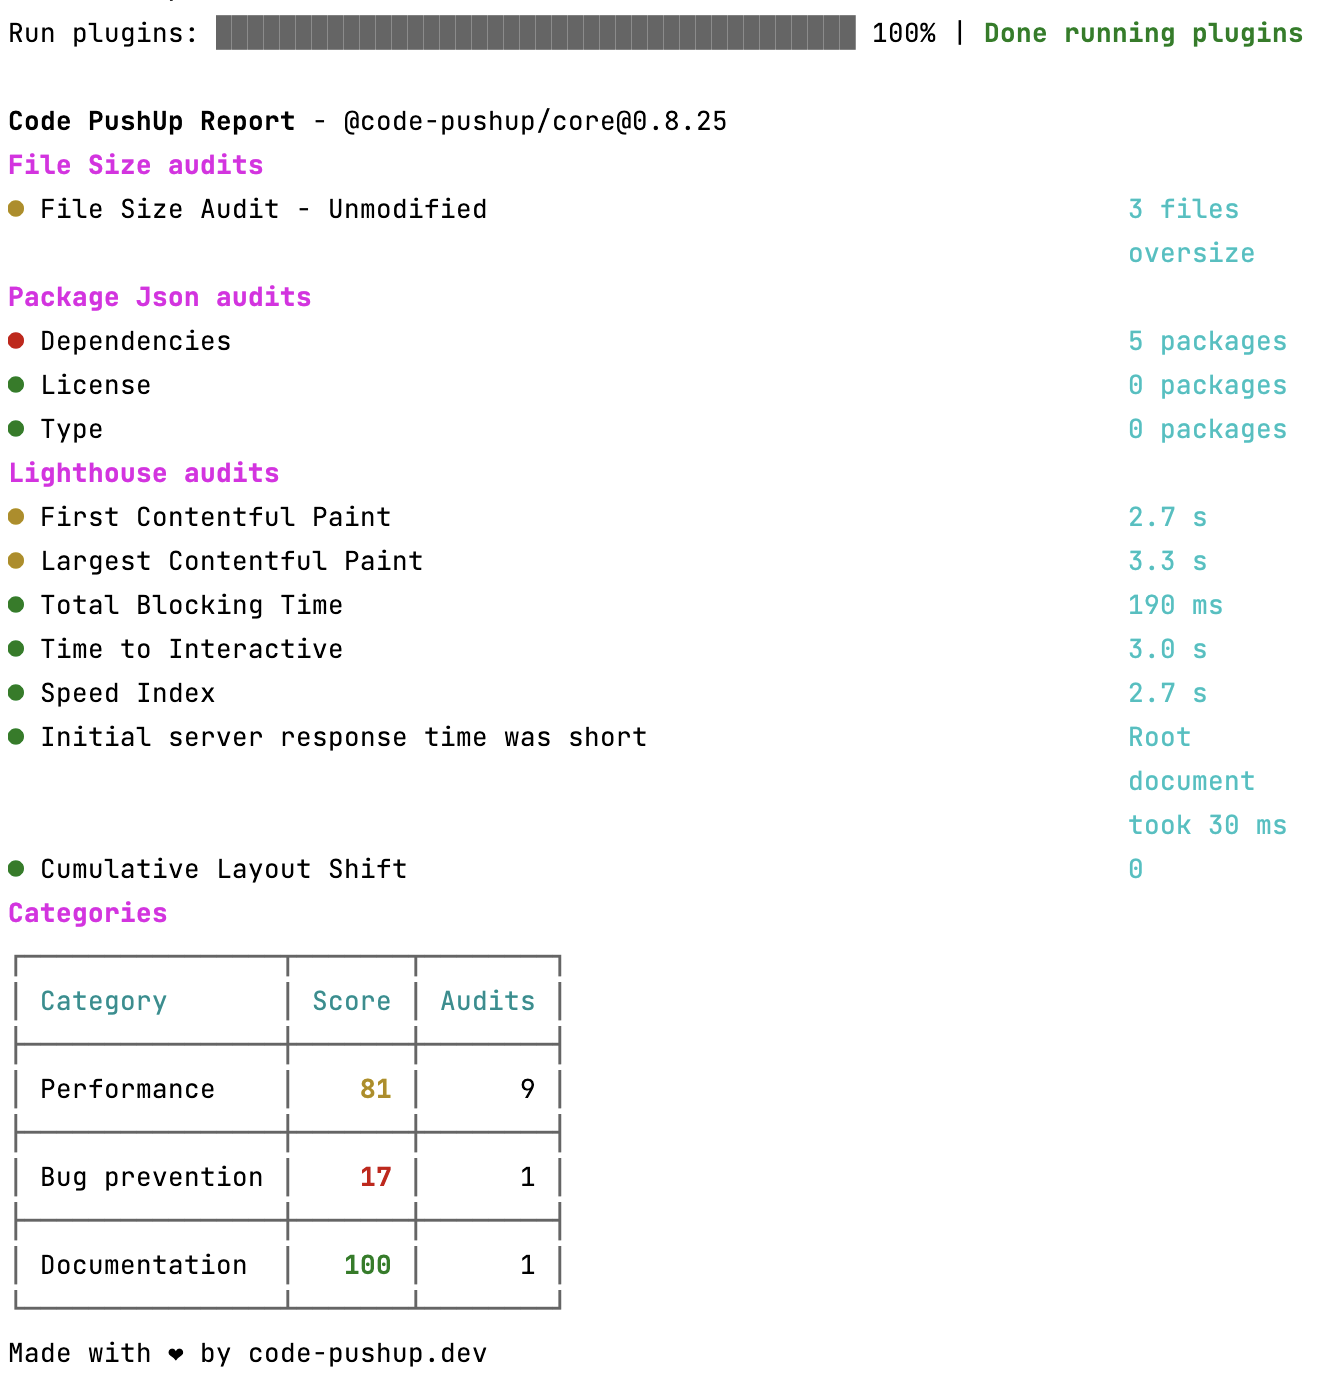 Run plugins: 100% | Done running plugins
Code PushUp Report - @code-pushup/core@0.8.25
File Size audits
● File Size Audit - Unmodified 3 files
oversize
Package Json audits
● Dependencies 5 packages
● License 0 packages
● Type 0 packages
Lighthouse audits
● First Contentful Paint 2.7 s
● Largest Contentful Paint 3.3 s
● Total Blocking Time 190 ms
● Time to Interactive 3.0 s
● Speed Index 2.7 s
● Initial server response time was short Root
document
took 30 ms
● Cumulative Layout Shift 0
Categories
Category Score Audits
Performance 81 9
Bug prevention 17 1
Documentation 100 1
Made with ❤ by code-pushup.dev